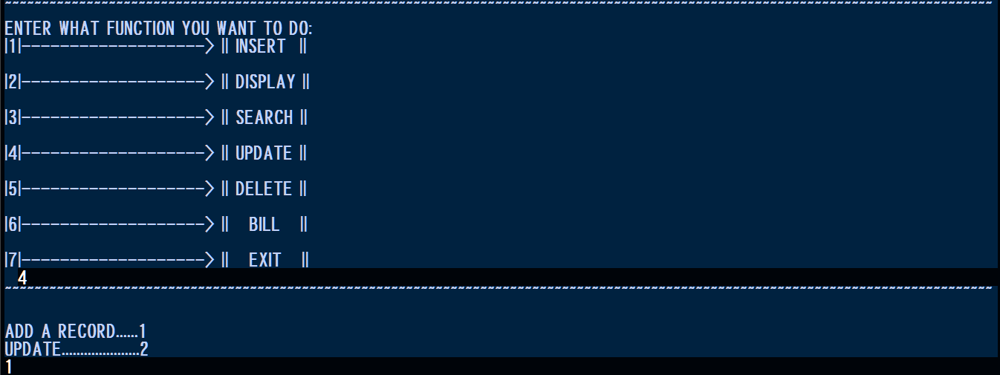 ~~~~~~~~~~~~~~~~~~~~~~~~~~~~~~~~~~~~~~~~~~~~~~~~~~~~~~~~~~~~~~~~~~~~~~~~~~~~~~~~~~~~~~~~~~~~~~~~~~~~~~~~~~~~~~~~~~~~~~~~~~~~~~~~~~~~~~~~~~~~~~~~~~~~
ENTER WHAT FUNCTION YOU WANT TO DO:
|1|-------------------> || INSERT  ||
|2|-------------------> || DISPLAY ||
|3|-------------------> || SEARCH ||
|4|-------------------> || UPDATE ||
|5|-------------------> || DELETE ||
|6|-------------------> ||   BILL   ||
|7|-------------------> ||   EXIT   ||
4
~~~~~~~~~~~~~~~~~~~~~~~~~~~~~~~~~~~~~~~~~~~~~~~~~~~~~~~~~~~~~~~~~~~~~~~~~~~~~~~~~~~~~~~~~~~~~~~~~~~~~~~~~~~~~~~~~~~~~~~~~~~~~~~~~~~~~~~~~~~~~~~~~~~~
ADD A RECORD......1
UPDATE.....................2
1